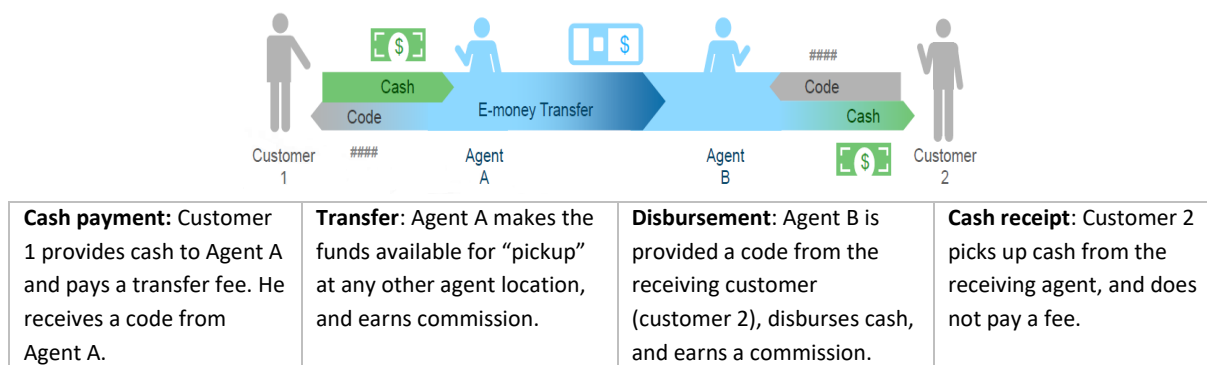 $
$
####
Cash
Code
Code
E-money Transfer
Cash
Customer
1
####
Agent
A
Agent
B
$
Customer
2
Cash payment: Customer
1 provides cash to Agent A
and pays a transfer fee. He
receives a code from
Agent A.
Transfer: Agent A makes the
funds available for “pickup”
at any other agent location,
and earns commission.
Disbursement: Agent B is
provided a code from the
receiving customer
(customer 2), disburses cash,
and earns a commission.
Cash receipt: Customer 2
picks up cash from the
receiving agent, and does
not pay a fee.